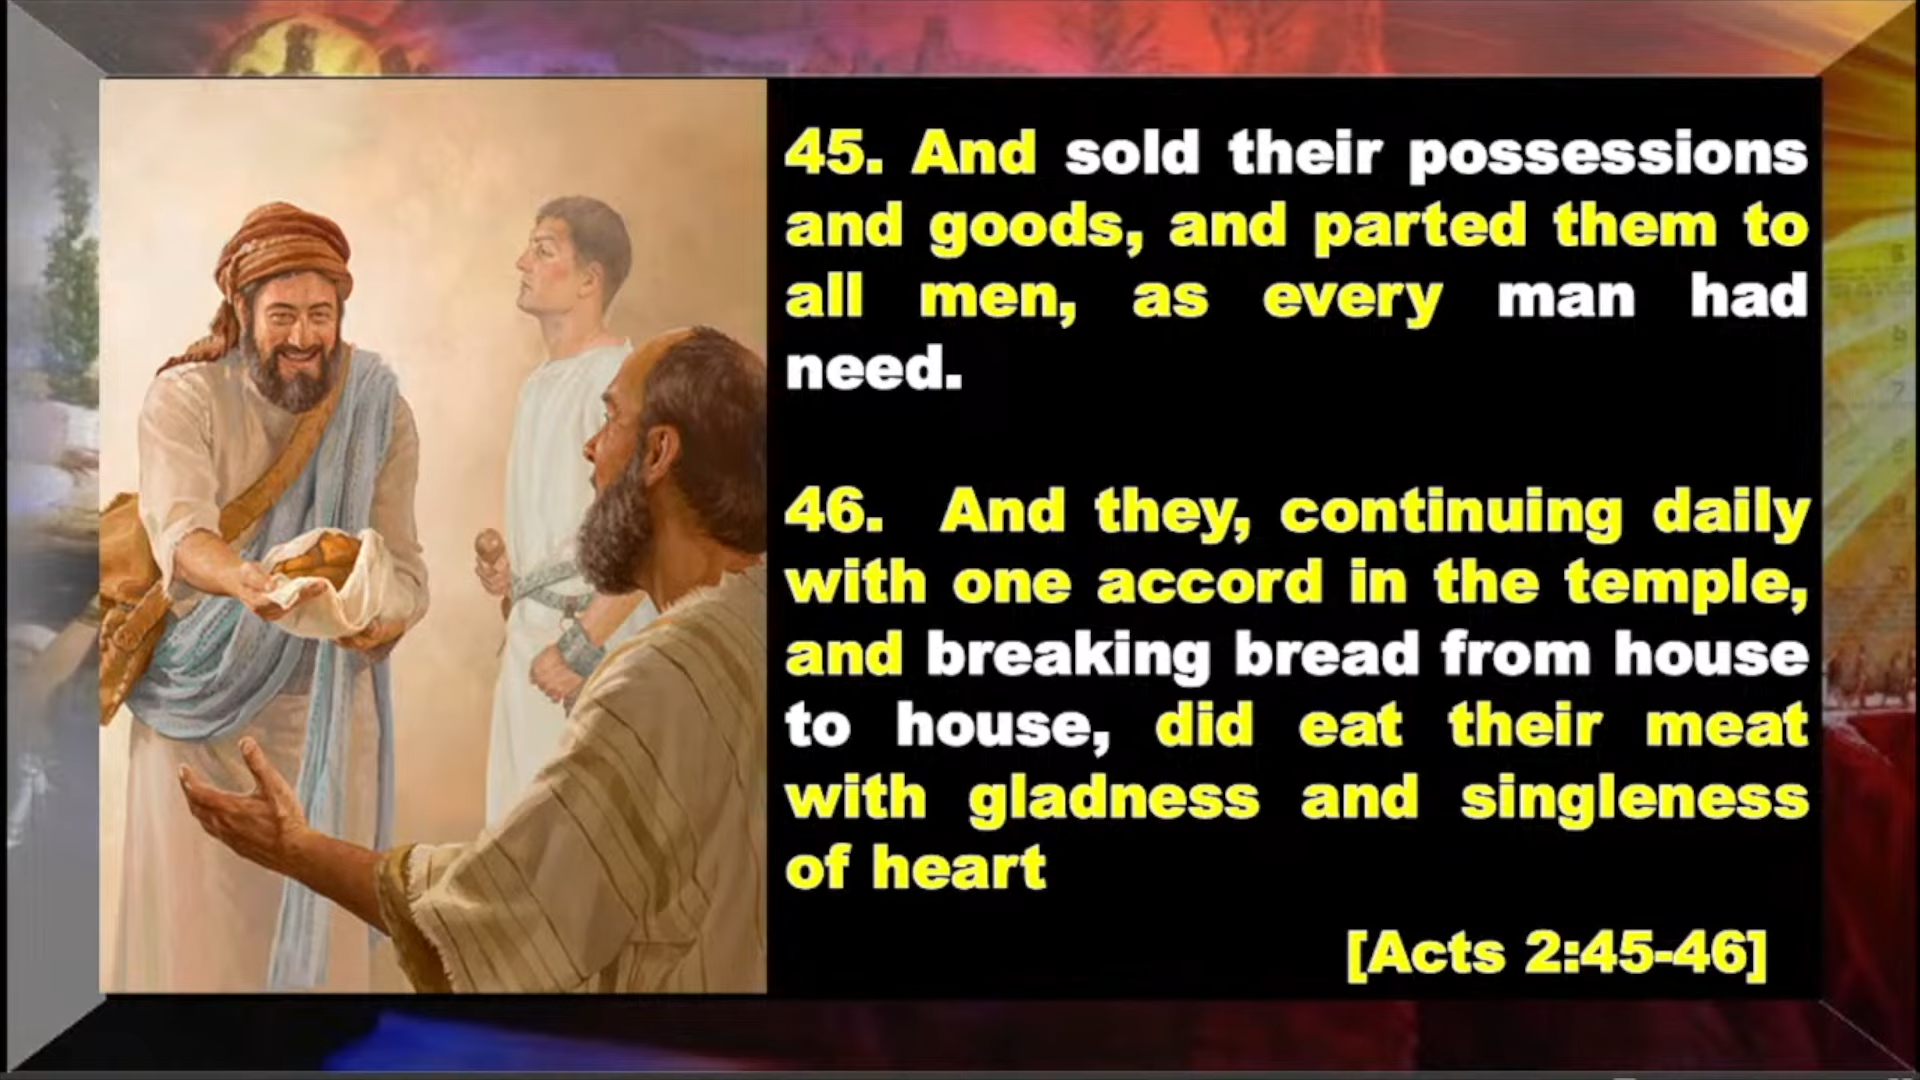 45. And sold their possessions
and goods, and parted them to
all men, as every man had
need.
46. And they, continuing daily
with one accord in the temple,
and breaking bread from house
to house, did eat their meat
with gladness and singleness
of heart
[Acts 2:45-46]